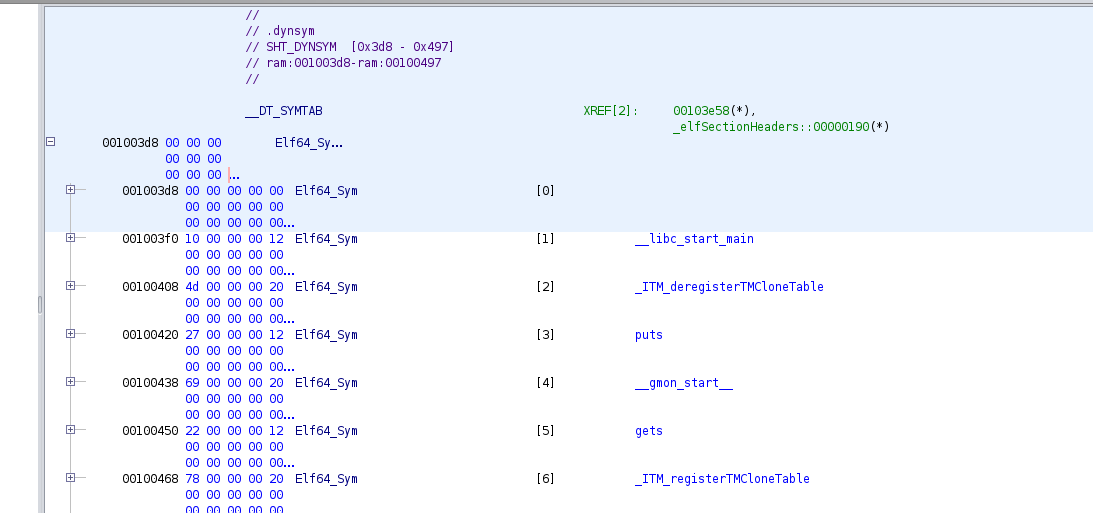 //
// .dynsym
// SHT_DYNSYM [0x3d8 - 0x497]
// ram:001003d8-ram:00100497
//
__DT_SYMTAB XREF[2]: 00103e58(*),
_elfSectionHeaders::00000190(*)
001003d8 00 00 00 Elf64_Sy...
00 00 00
00 00 00 ...
001003d8 00 00 00 00 00 Elf64_Sym [0]
00 00 00 00 00
00 00 00 00 00...
001003f0 10 00 00 00 12 Elf64_Sym [1] __libc_start_main
00 00 00 00 00
00 00 00 00 00...
00100408 4d 00 00 00 20 Elf64_Sym [2] _ITM_deregisterTMCloneTable
00 00 00 00 00
00 00 00 00 00...
00100420 27 00 00 00 12 Elf64_Sym [3] puts
00 00 00 00 00
00 00 00 00 00...
00100438 69 00 00 00 20 Elf64_Sym [4] __gmon_start__
00 00 00 00 00
00 00 00 00 00...
00100450 22 00 00 00 12 Elf64_Sym [5] gets
00 00 00 00 00
00 00 00 00 00...
00100468 78 00 00 00 20 Elf64_Sym [6] _ITM_registerTMCloneTable
00 00 00 00 00
00 00 00 00 00...